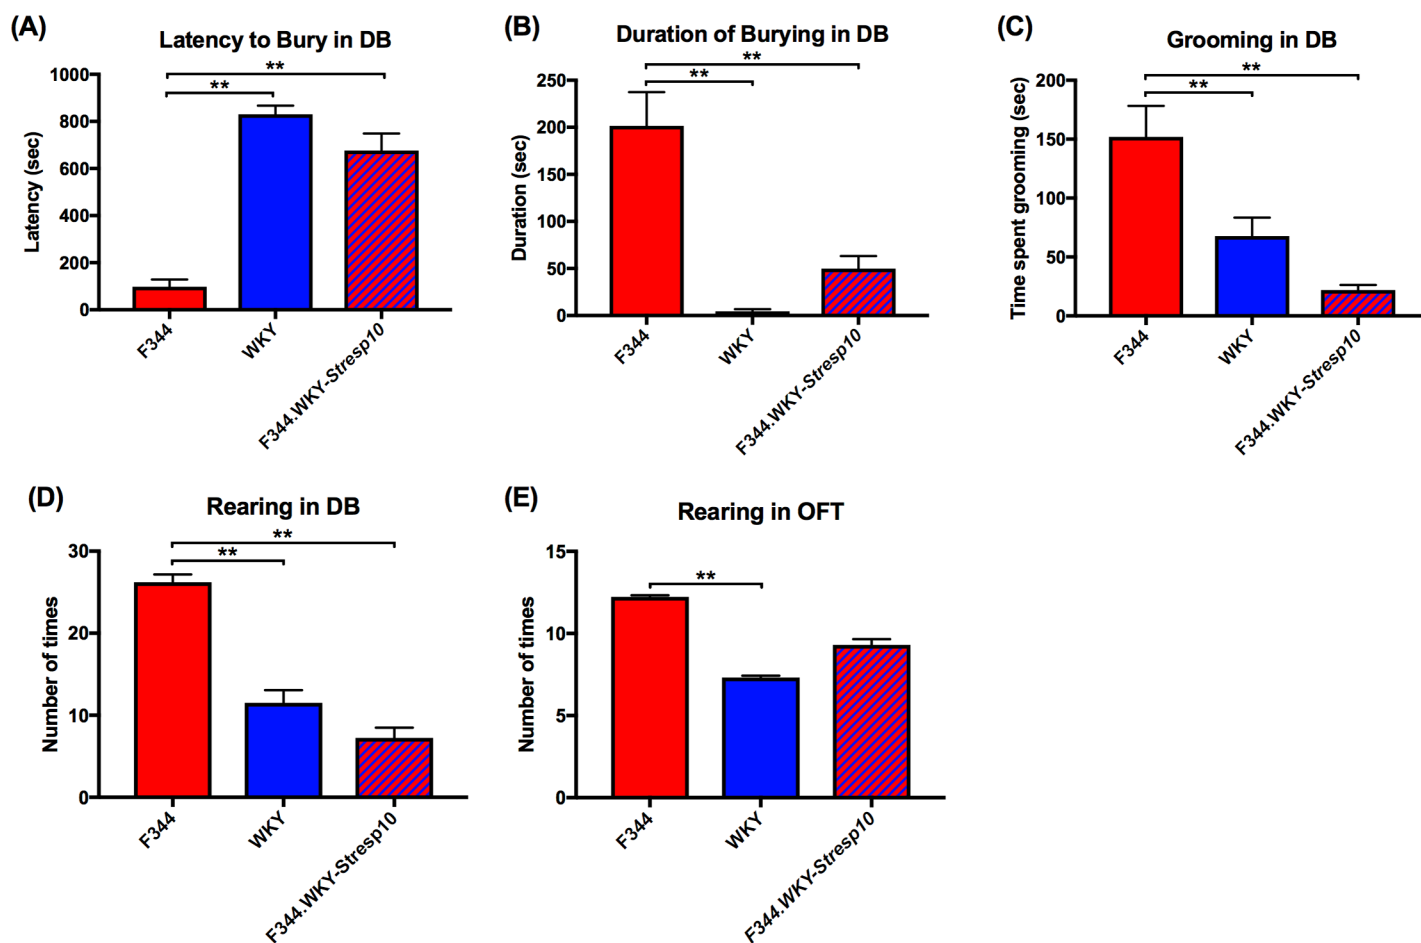 (A)
Latency to Bury in DB
Latency (sec)
1000
800
600
400
200
0
**
**
F344
WKY
F344.WKY-Stresp10
(B)
Duration of Burying in DB
Duration (sec)
250
200
150
100
50
0
**
**
F344
WKY
F344.WKY-Stresp10
(C)
Grooming in DB
Time spent grooming (sec)
200
150
100
50
0
**
**
F344
WKY
F344.WKY-Stresp10
(D)
Rearing in DB
Number of times
30
20
10
0
**
**
F344
WKY
F344.WKY-Stresp10
(E)
Rearing in OFT
Number of times
15
10
5
0
**
F344
WKY
F344.WKY-Stresp10